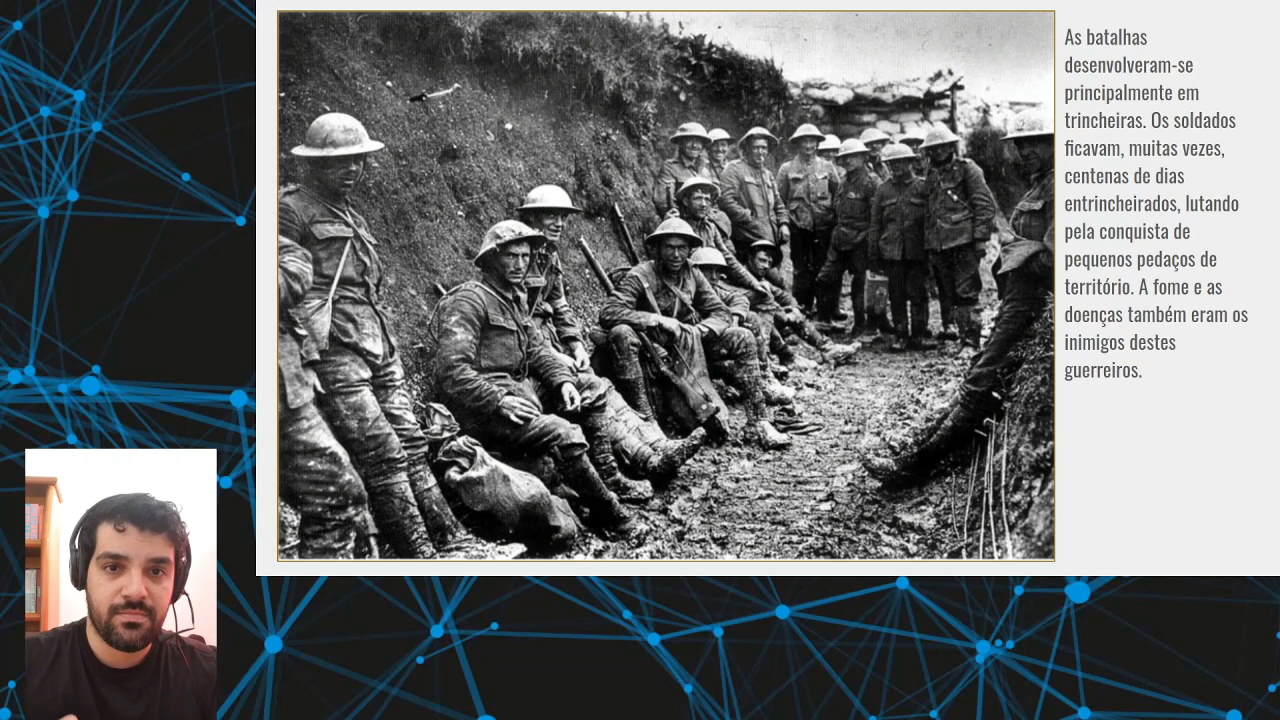 As batalhas
desenvolveram-se
principalmente em
trincheiras. Os soldados
ficavam, muitas vezes,
centenas de dias
entrincheirados, lutando
pela conquista de
pequenos pedaços de
território. A fome e as
doenças também eram os
inimigos destes
guerreiros.